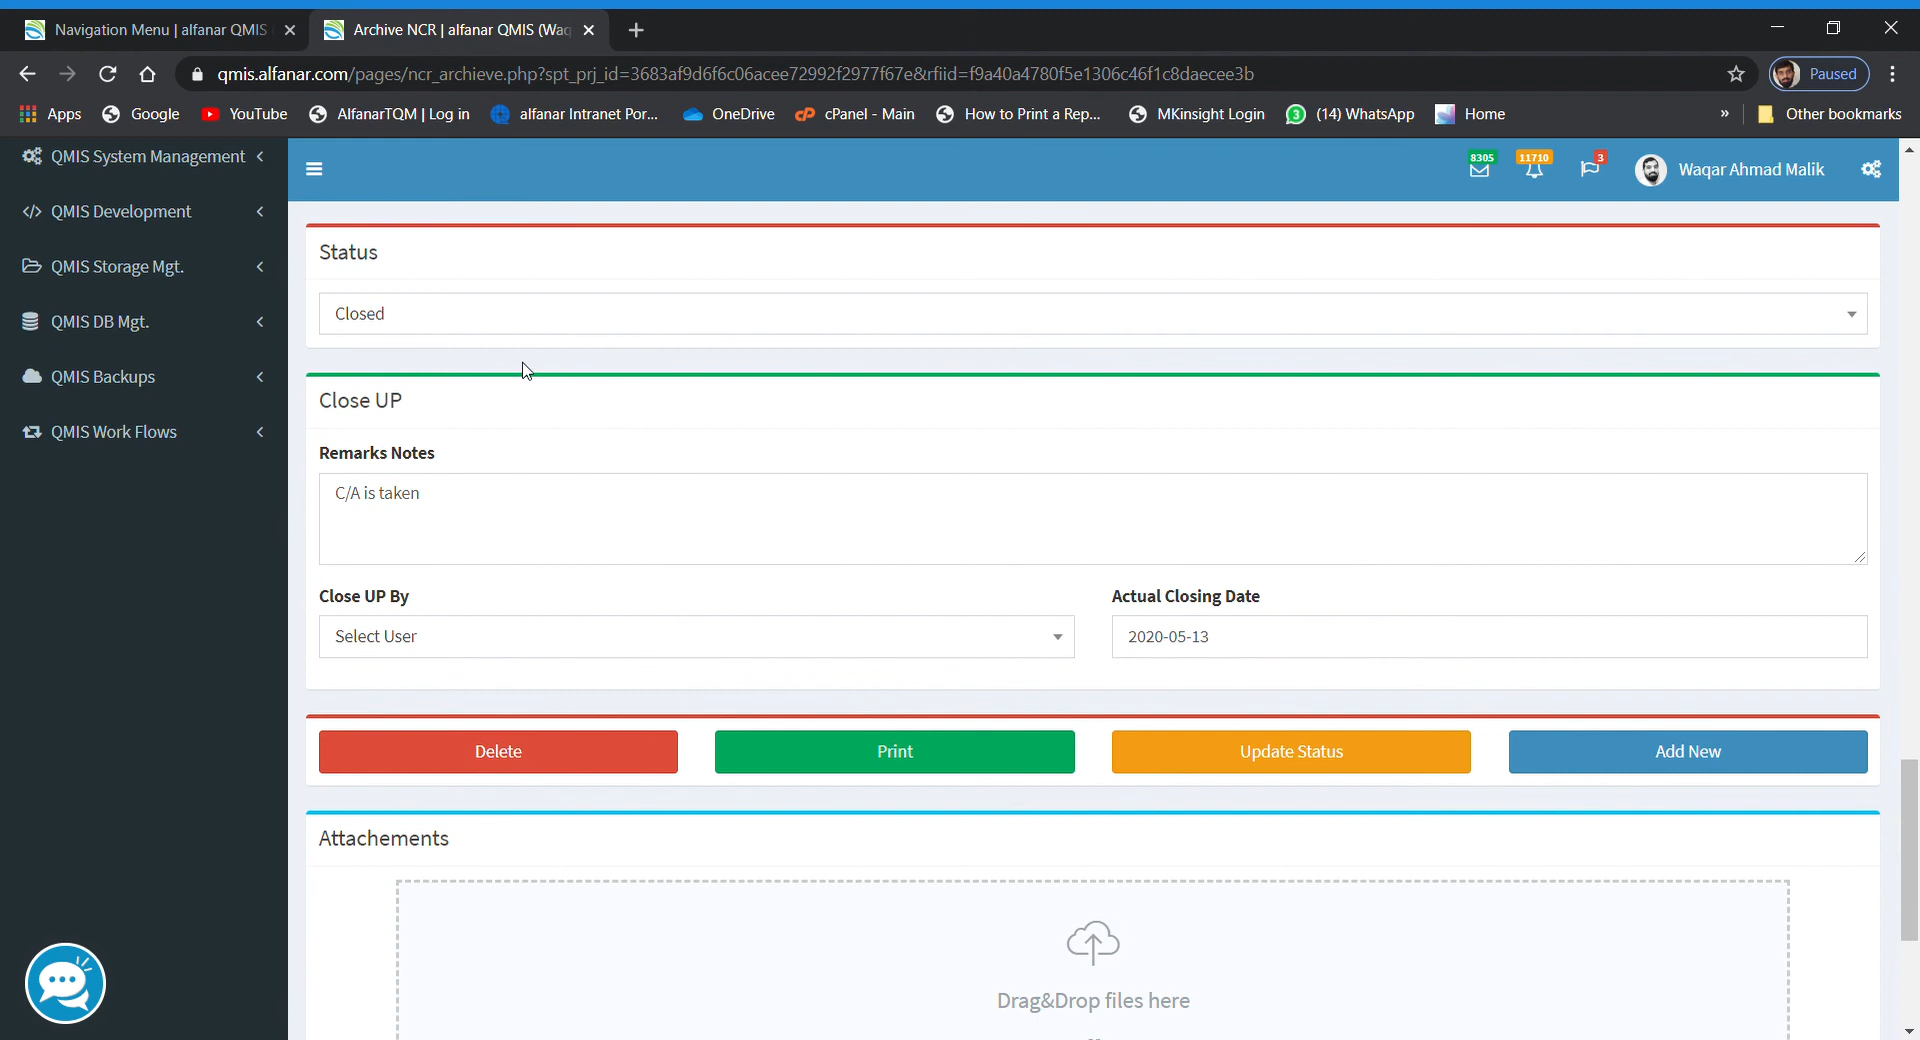 Navigation Menu | alfanar QMIS
Archive NCR | alfanar QMIS (Waq
qmis.alfanar.com/pages/ncr_archieve.php?spt_prj_id=3683af9d6f6c06acee72992f2977f67e&rfiid=f9a40a4780f5e1306c46f1c8daecee3b
Paused
Apps
Google
YouTube
AlfanarTQM | Log in
alfanar Intranet Por...
OneDrive
cPanel - Main
How to Print a Rep...
MKinsight Login
(14) WhatsApp
Home
»
Other bookmarks
QMIS System Management
QMIS Development
QMIS Storage Mgt.
QMIS DB Mgt.
QMIS Backups
QMIS Work Flows
8305
11710
3
Waqar Ahmad Malik
Status
Closed
Close UP
Remarks Notes
C/A is taken
Close UP By
Actual Closing Date
Select User
2020-05-13
Delete
Print
Update Status
Add New
Attachements
Drag&Drop files here